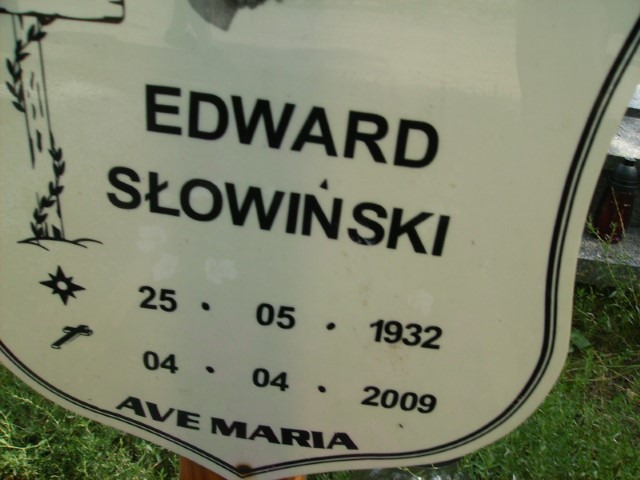 EDWARD
SŁOWIŃSKI
25 . 05 . 1932
04 . 04 . 2009
AVE MARIA